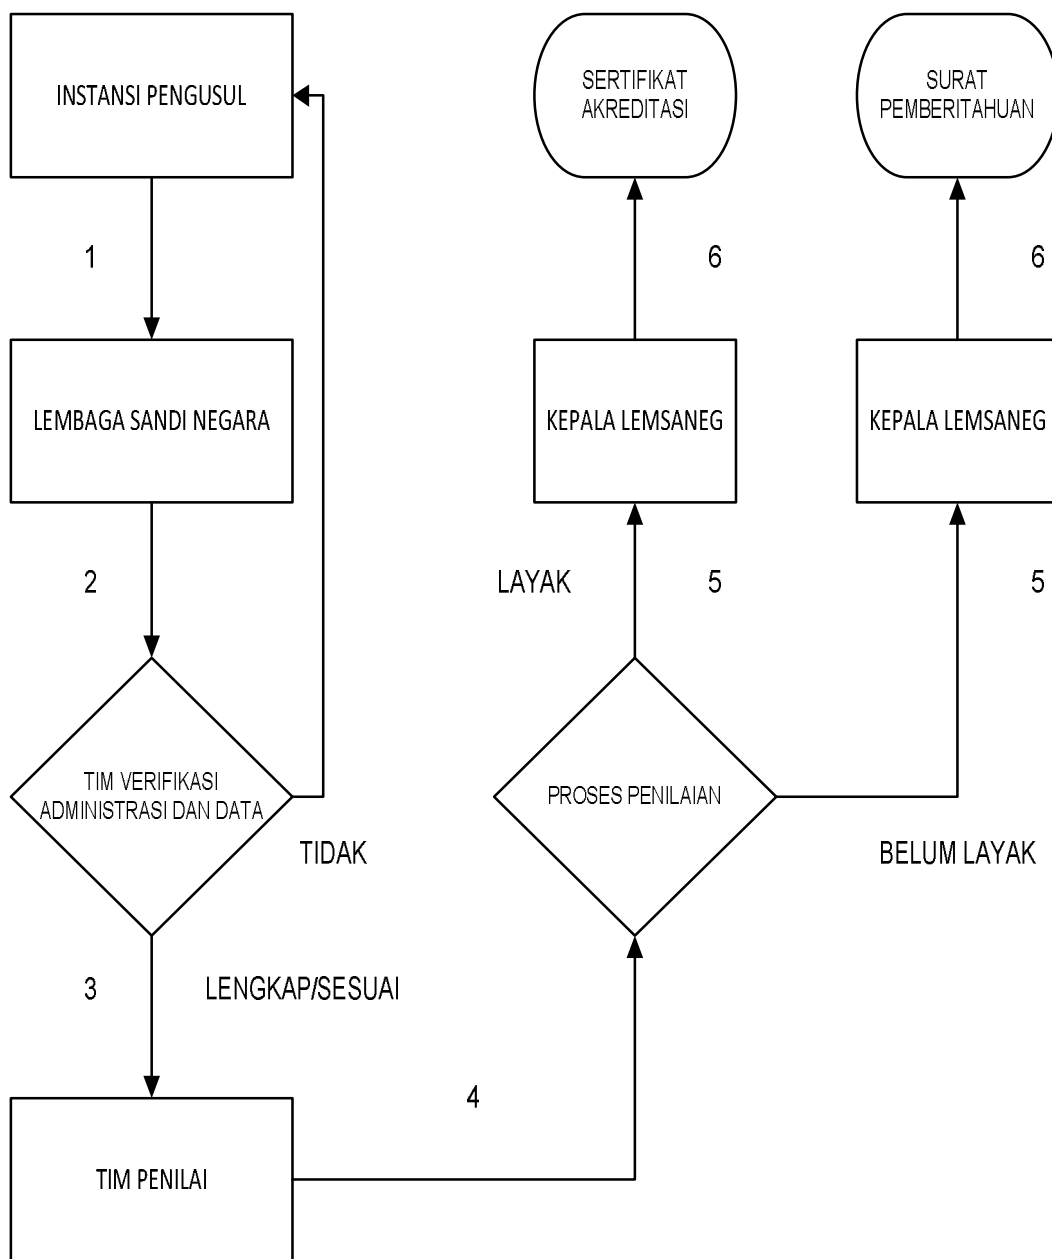 INSTANSI PENGUSUL
SERTIFIKAT
AKREDITASI
SURAT
PEMBERITAHUAN
1
6
6
LEMBAGA SANDI NEGARA
KEPALA LEMSANEG
KEPALA LEMSANEG
2
LAYAK
5
5
TIM VERIFIKASI
ADMINISTRASI DAN DATA
PROSES PENILAIAN
TIDAK
BELUM LAYAK
3
LENGKAP/SESUAI
4
TIM PENILAI